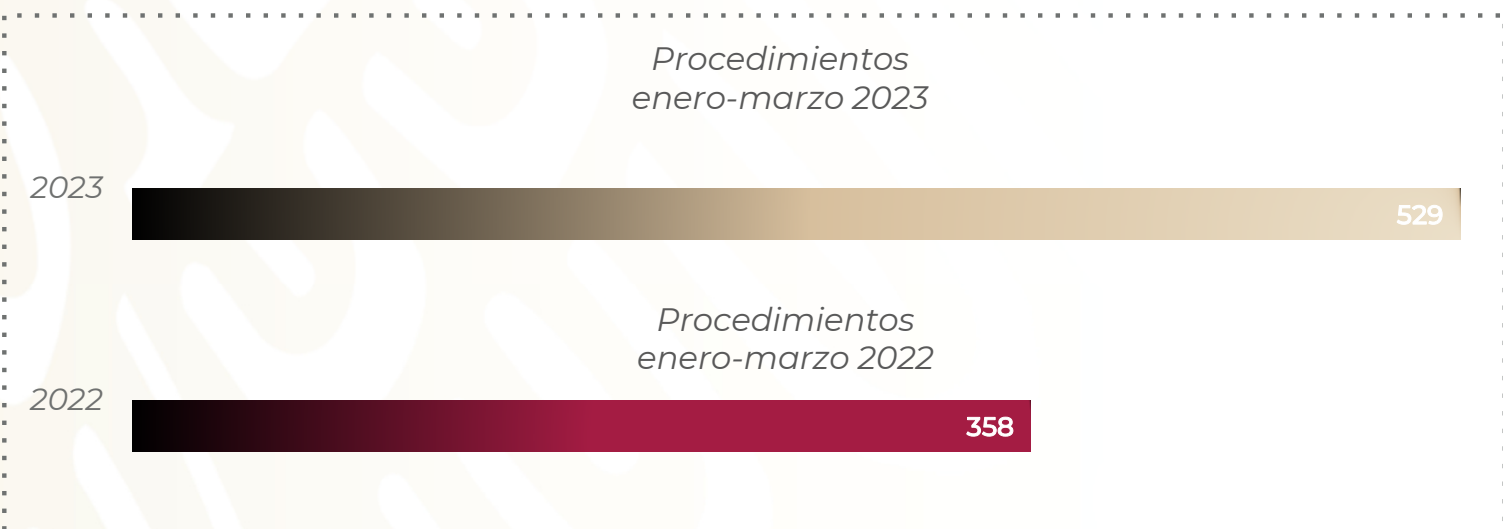 Procedimientos
enero-marzo 2023
2023
529
Procedimientos
enero-marzo 2022
2022
358